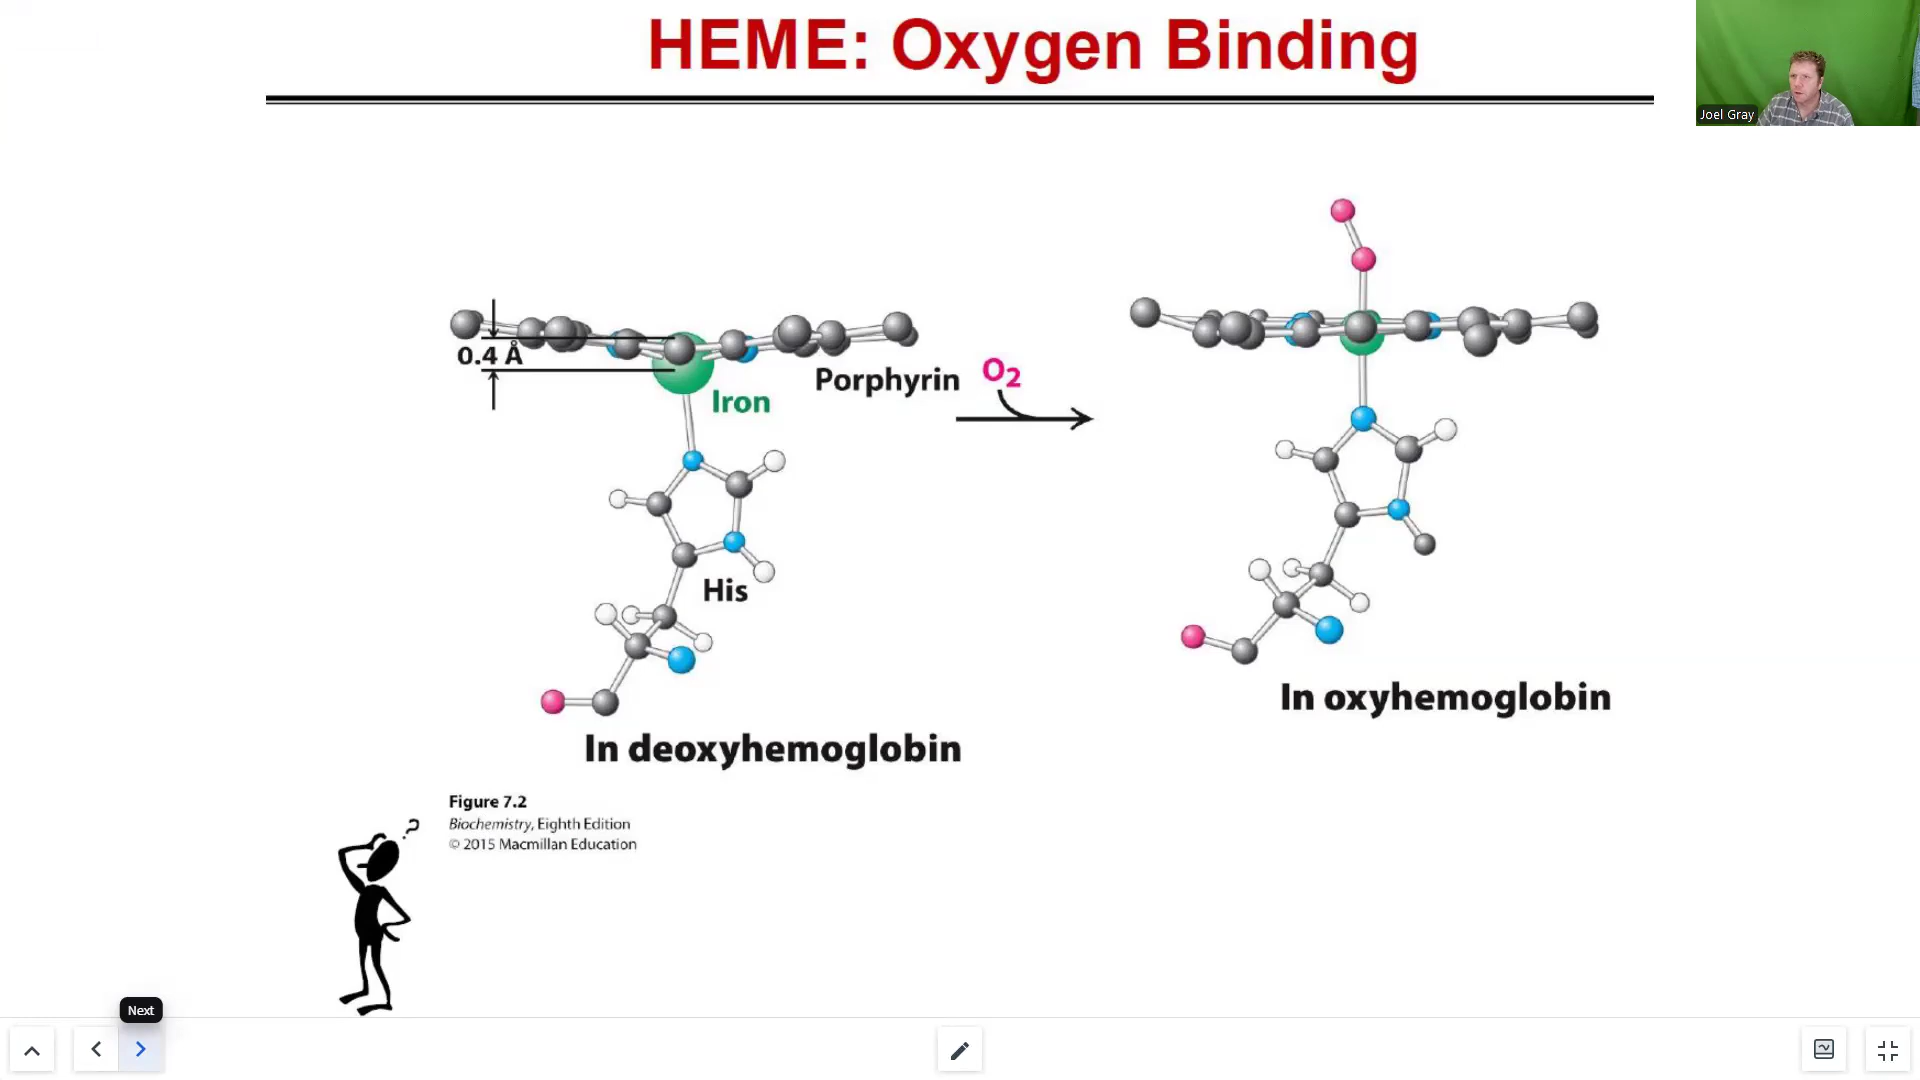 HEME: Oxygen Binding
Joel Gray
0.4 Å
Iron
Porphyrin
O2
His
In deoxyhemoglobin
In oxyhemoglobin
Figure 7.2
Biochemistry, Eighth Edition
© 2015 Macmillan Education
?
Next